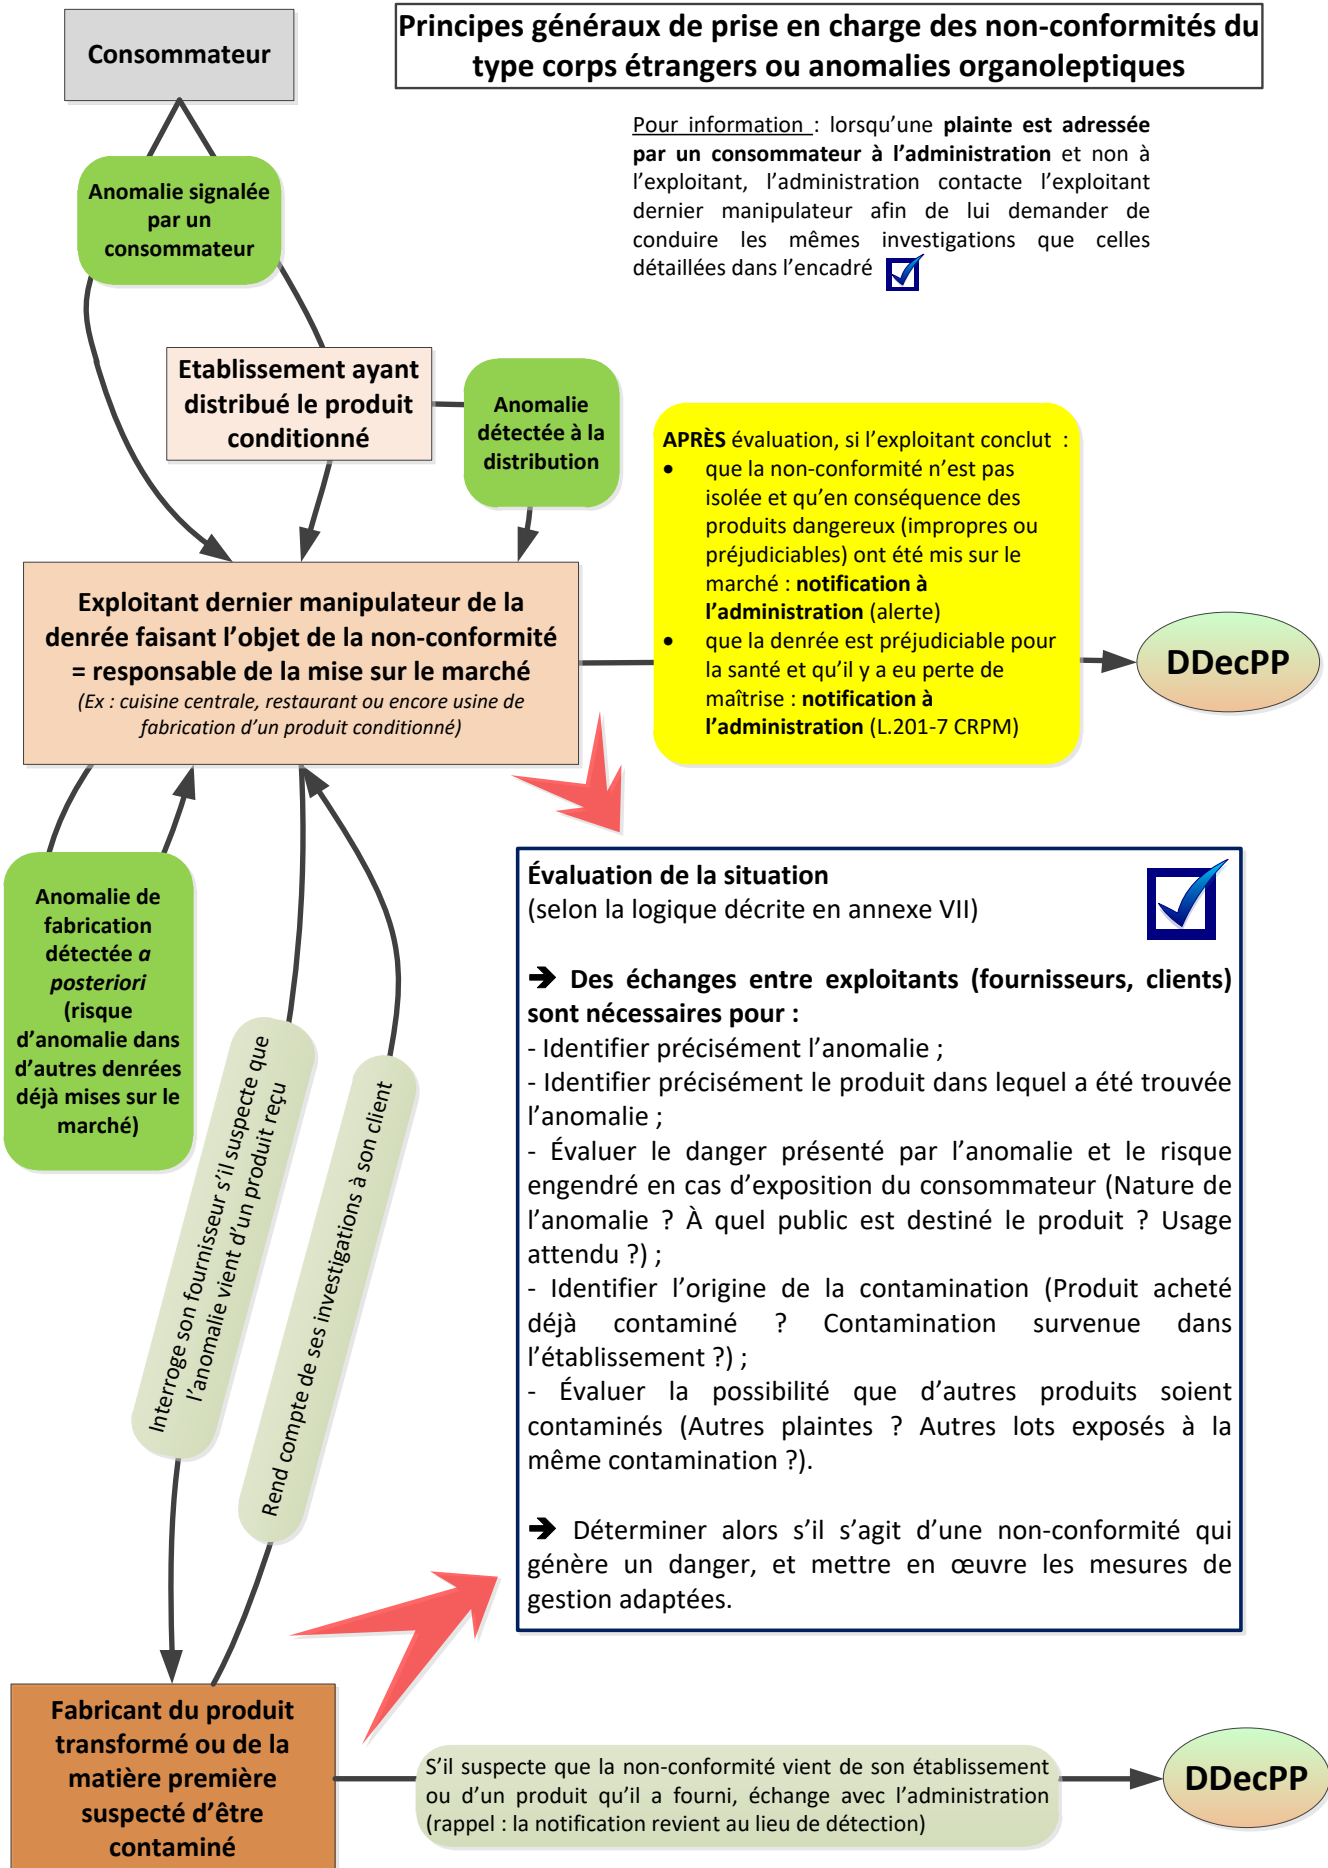 Consommateur
Principes généraux de prise en charge des non-conformités du
type corps étrangers ou anomalies organoleptiques
Pour information : lorsqu'une plainte est adressée
par un consommateur à l'administration et non à
l'exploitant, l'administration contacte l'exploitant
dernier manipulateur afin de lui demander de
conduire les mêmes investigations que celles
détaillées dans l'encadré
Anomalie signalée
par un
consommateur
Etablissement ayant
distribué le produit
conditionné
Anomalie
détectée à la
distribution
APRÈS évaluation, si l'exploitant conclut :
• que la non-conformité n'est pas
isolée et qu'en conséquence des
produits dangereux (impropres ou
préjudiciables) ont été mis sur le
marché : notification à
l'administration (alerte)
• que la denrée est préjudiciable pour
la santé et qu'il y a eu perte de
maîtrise : notification à
l'administration (L.201-7 CRPM)
DDecPP
Exploitant dernier manipulateur de la
denrée faisant l'objet de la non-conformité
= responsable de la mise sur le marché
(Ex : cuisine centrale, restaurant ou encore usine de
fabrication d'un produit conditionné)
Anomalie de
fabrication
détectée a
posteriori
(risque
d'anomalie dans
d'autres denrées
déjà mises sur le
marché)
Interroge son fournisseur s'il suspecte que
l'anomalie vient d'un produit reçu
Rend compte de ses investigations à son client
Évaluation de la situation
(selon la logique décrite en annexe VII)
➔ Des échanges entre exploitants (fournisseurs, clients)
sont nécessaires pour :
- Identifier précisément l'anomalie ;
- Identifier précisément le produit dans lequel a été trouvée
l'anomalie ;
- Évaluer le danger présenté par l'anomalie et le risque
engendré en cas d'exposition du consommateur (Nature de
l'anomalie ? À quel public est destiné le produit ? Usage
attendu ?) ;
- Identifier l'origine de la contamination (Produit acheté
déjà contaminé ? Contamination survenue dans
l'établissement ?) ;
- Évaluer la possibilité que d'autres produits soient
contaminés (Autres plaintes ? Autres lots exposés à la
même contamination ?).
➔ Déterminer alors s'il s'agit d'une non-conformité qui
génère un danger, et mettre en œuvre les mesures de
gestion adaptées.
Fabricant du produit
transformé ou de la
matière première
suspecté d'être
contaminé
S'il suspecte que la non-conformité vient de son établissement
ou d'un produit qu'il a fourni, échange avec l'administration
(rappel : la notification revient au lieu de détection)
DDecPP